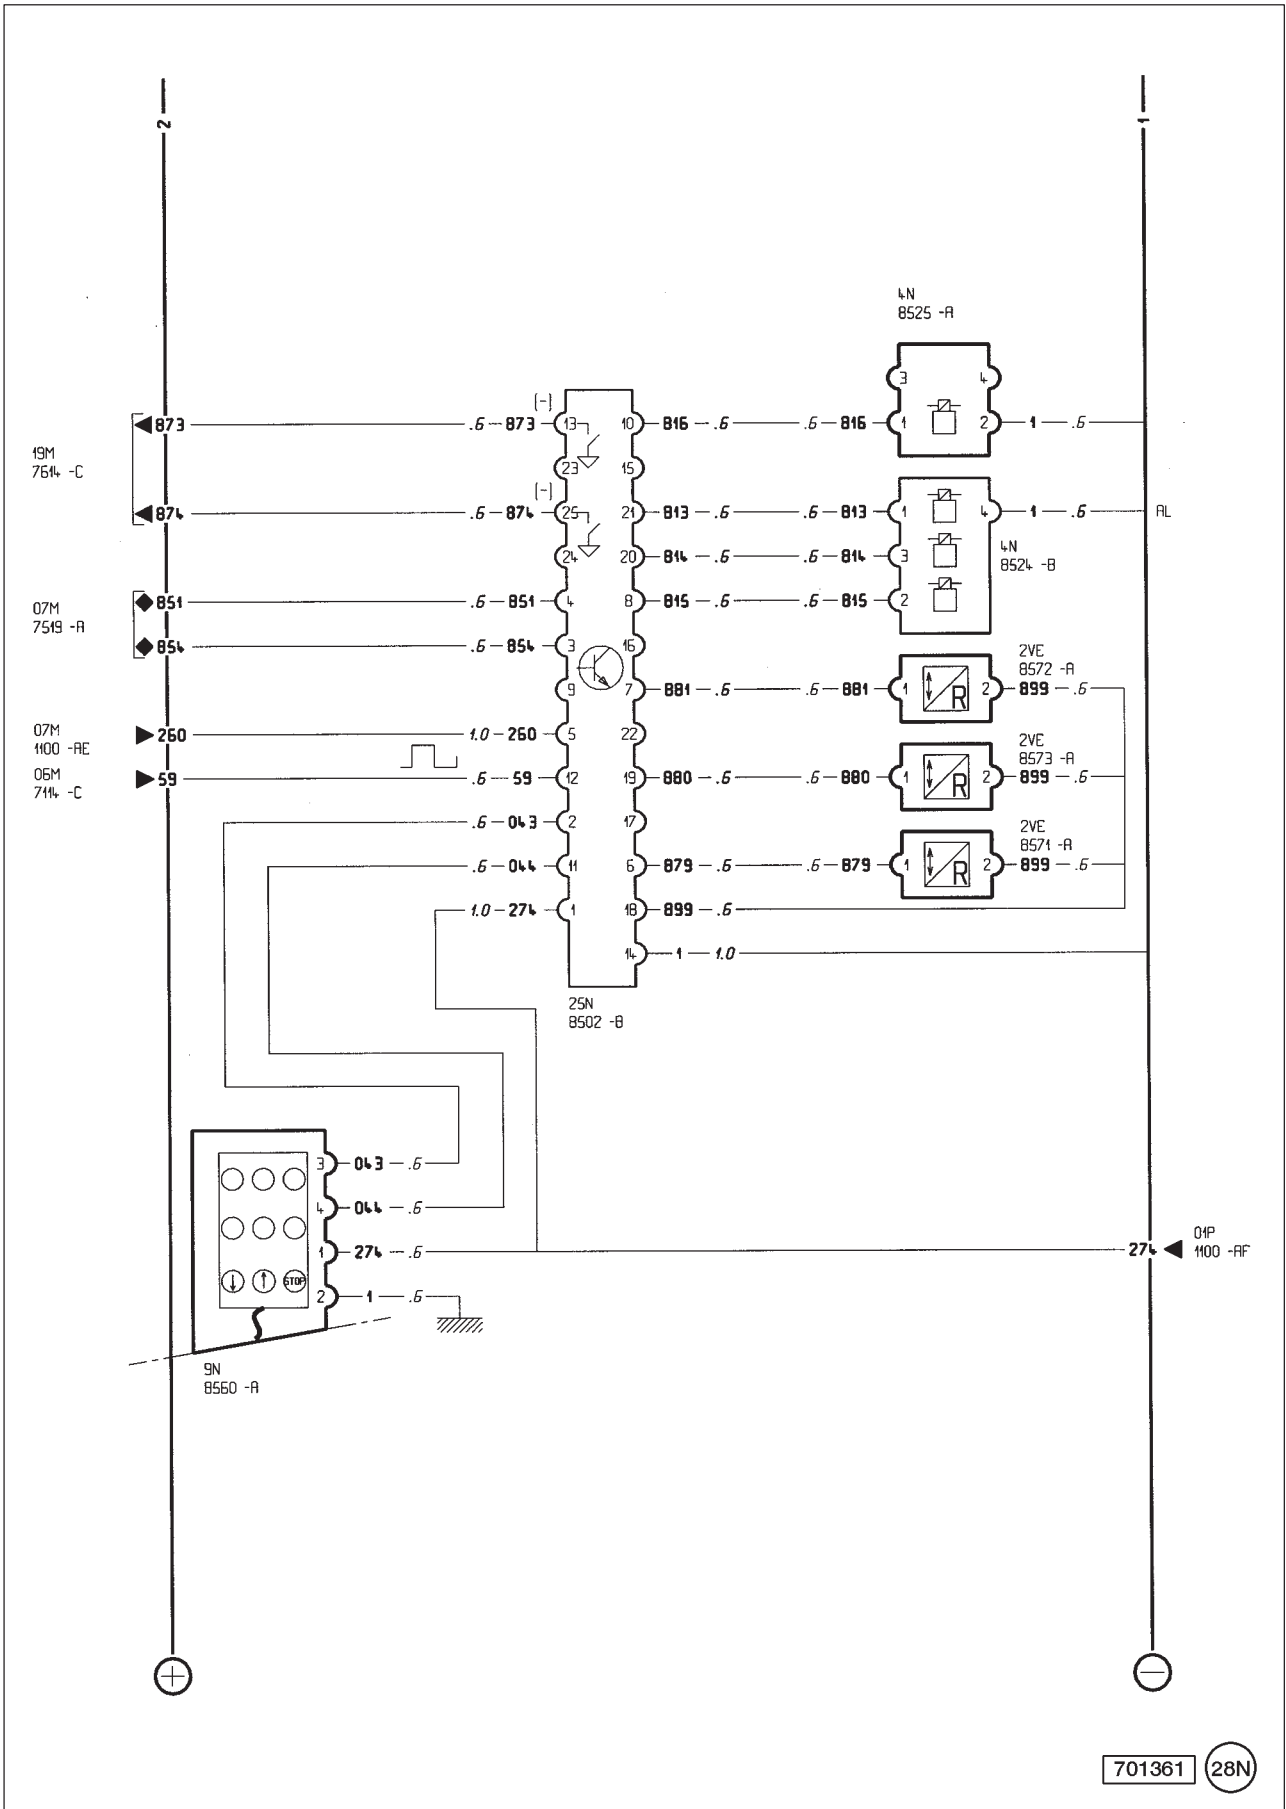 2
1
4N
8525 -A
3 4
(-)
873 .6 873 13 10 816 .6 .6 816 1 2 1 .6
19M
7614 -C
23 15
(-)
874 .6 874 25 21 813 .6 .6 813 1 4 1 .6 AL
4N
8524 -B
24 20 814 .6 .6 814 3
07M
7519 -A
851 .6 851 4 8 815 .6 .6 815 2
854 .6 854 3 16
2VE
8572 -A
9 7 881 .6 .6 881 1 R 2 899 .6
07M
1100 -AE
260 1.0 260 5 22
2VE
8573 -A
06M
7114 -C
59 .6 59 12 19 880 .6 .6 880 1 R 2 899 .6
.6 043 2 17
2VE
8571 -A
.6 044 11 6 879 .6 .6 879 1 R 2 899 .6
1.0 274 1 18 899 .6
14 1 1.0
25N
8502 -B
3 043 .6
4 044 .6
1 274 .6
274
01P
1100 -AF
STOP
2 1 .6
9N
8560 -A
701361 28N